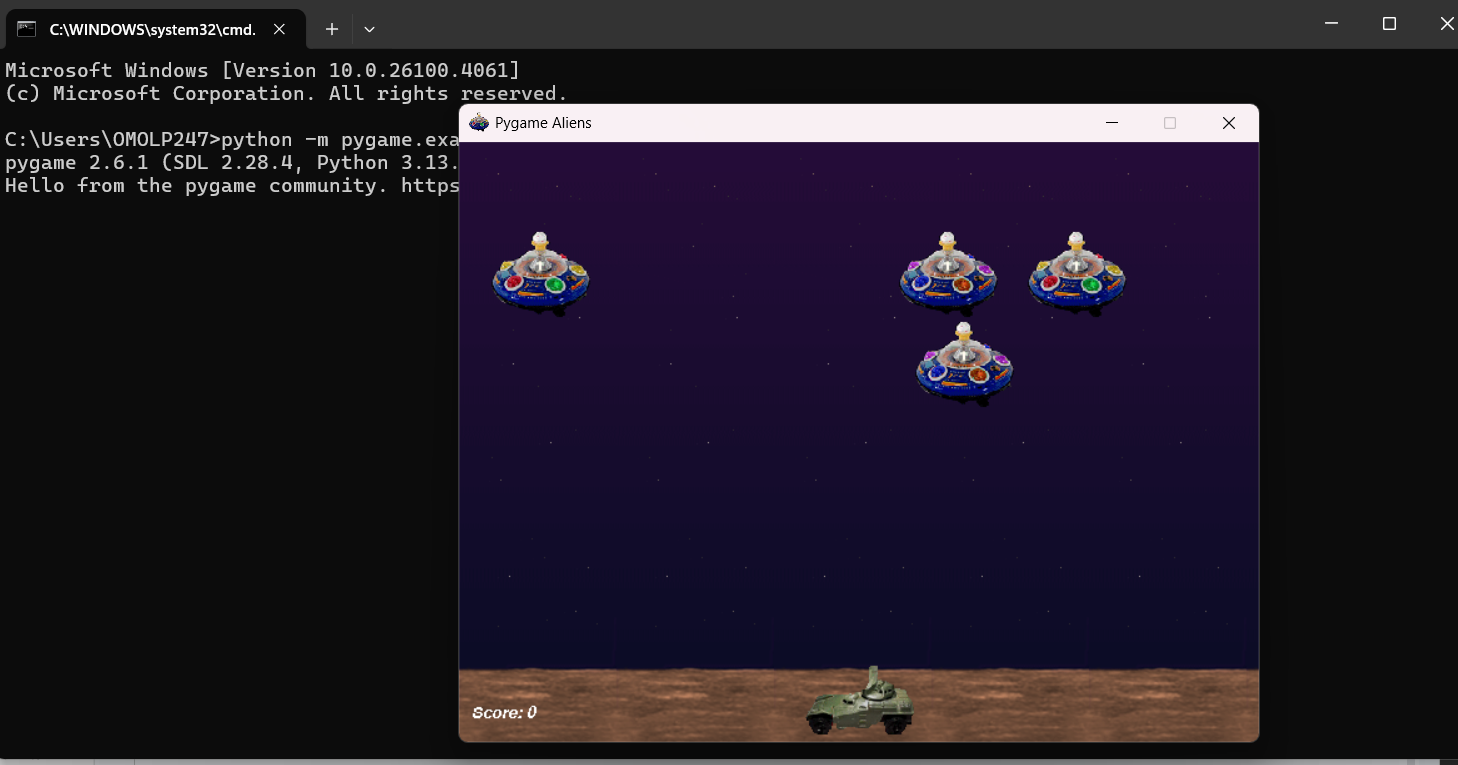 C:\WINDOWS\system32\cmd.
Microsoft Windows [Version 10.0.26100.4061]
(c) Microsoft Corporation. All rights reserved.
C:\Users\OMOLP247>python -m pygame.exa
pygame 2.6.1 (SDL 2.28.4, Python 3.13.
Hello from the pygame community. https
Pygame Aliens
Score: 0